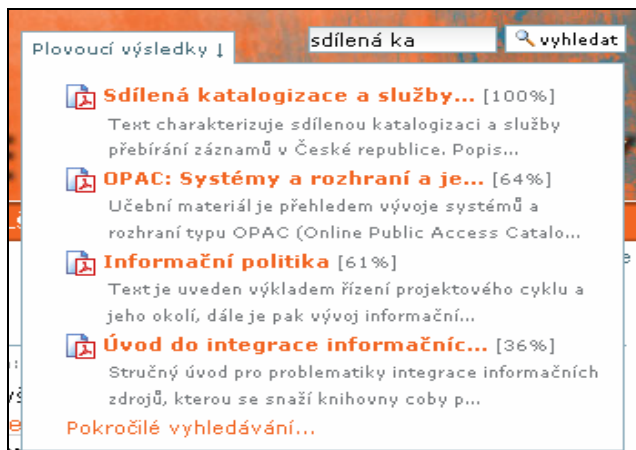 sdílená ka
vyhledat
Plovoucí výsledky ↓
Sdílená katalogizace a služby... [100%]
Text charakterizuje sdílenou katalogizaci a služby
přebírání záznamů v České republice. Popis...
OPAC: Systémy a rozhraní a je... [64%]
Učební materiál je přehledem vývoje systémů a
rozhraní typu OPAC (Online Public Access Catalo...
Informační politika [61%]
Text je uveden výkladem řízení projektového cyklu a
jeho okolí, dále je pak vývoj informační...
Úvod do integrace informačníc... [36%]
Stručný úvod pro problematiky integrace informačních
zdrojů, kterou se snaží knihovny coby p...
Pokročilé vyhledávání...